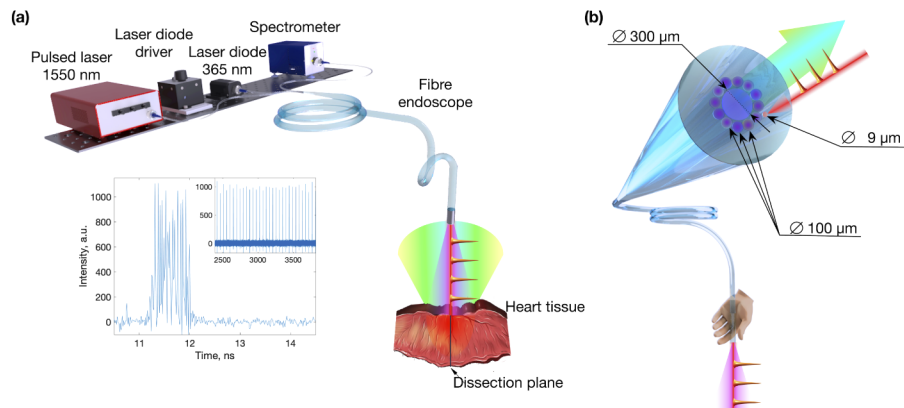 (a)
Spectrometer
Laser diode
driver
Laser diode
365 nm
Pulsed laser
1550 nm
Fibre
endoscope
1000
800
600
400
200
0
Intensity, a.u.
11
12
13
14
Time, ns
1000
500
0
2400
3000
3600
Heart tissue
Dissection plane
(b)
∅ 300 µm
∅ 9 µm
∅ 100 µm